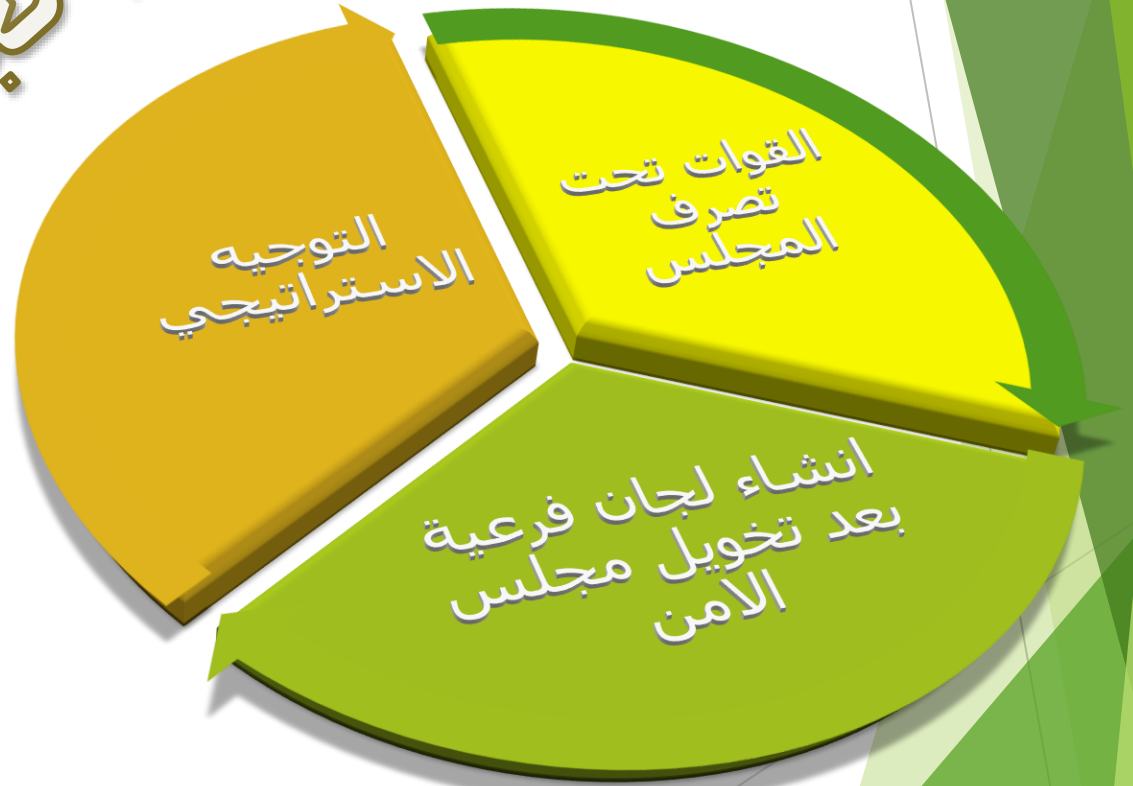 القوات تحت
تصرف
المجلس
انشاء لجان فرعية
بعد تخويل مجلس
الامن
التوجيه
الاستراتيجي